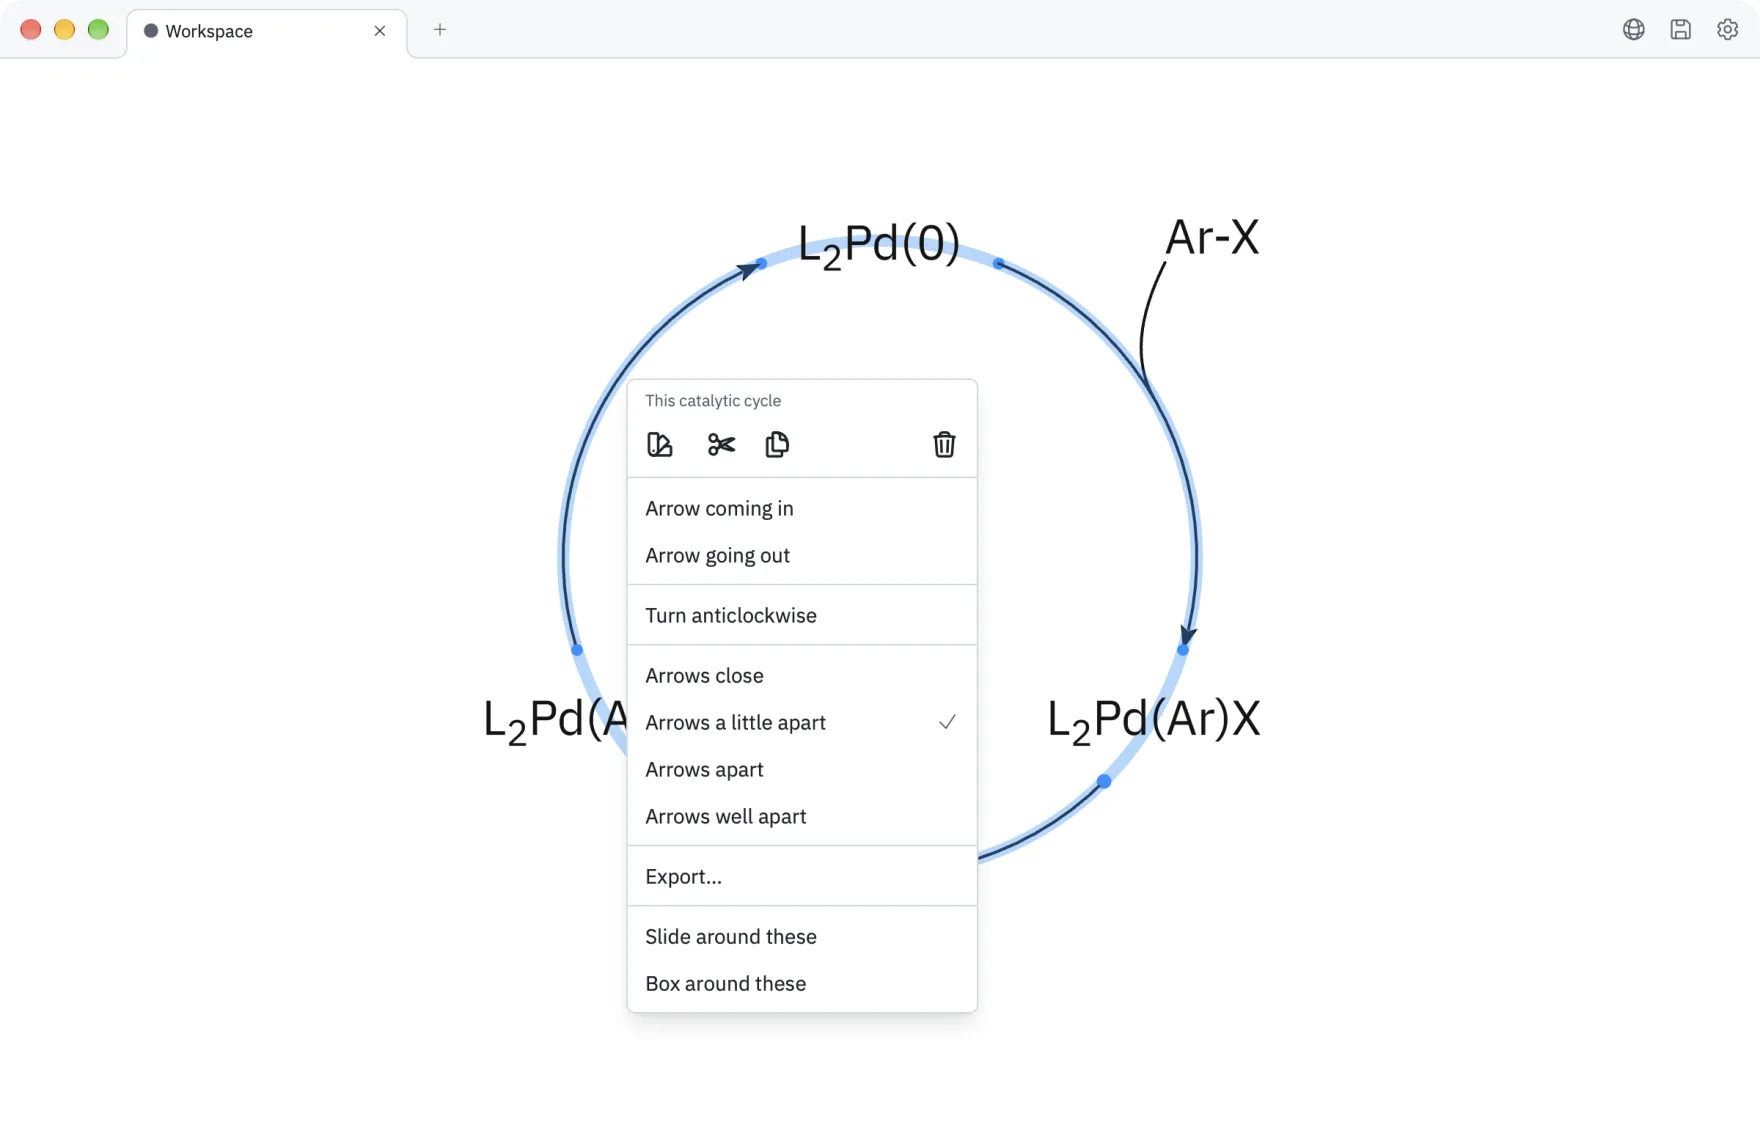 Workspace
L₂Pd(0)
Ar-X
This catalytic cycle
Arrow coming in
Arrow going out
Turn anticlockwise
Arrows close
L₂Pd(A
Arrows a little apart
L₂Pd(Ar)X
Arrows apart
Arrows well apart
Export...
Slide around these
Box around these